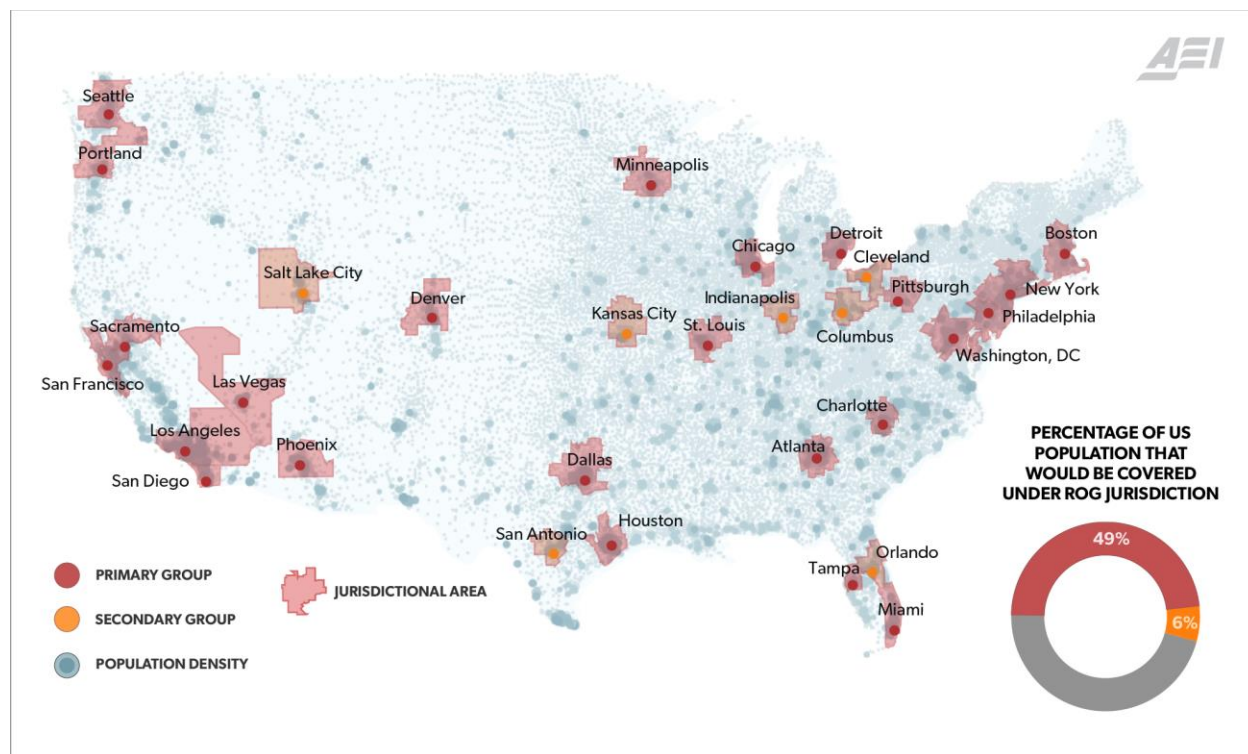 AEI
Seattle
Portland
Minneapolis
Boston
Detroit
Chicago
Cleveland
Salt Lake City
Pittsburgh
New York
Denver
Indianapolis
Kansas City
Philadelphia
Sacramento
St. Louis
Columbus
Washington, DC
San Francisco
Las Vegas
Charlotte
Los Angeles
Phoenix
Atlanta
Dallas
San Diego
Houston
San Antonio
Orlando
Tampa
Miami
PERCENTAGE OF US
POPULATION THAT
WOULD BE COVERED
UNDER ROG JURISDICTION
49%
6%
PRIMARY GROUP
JURISDICTIONAL AREA
SECONDARY GROUP
POPULATION DENSITY